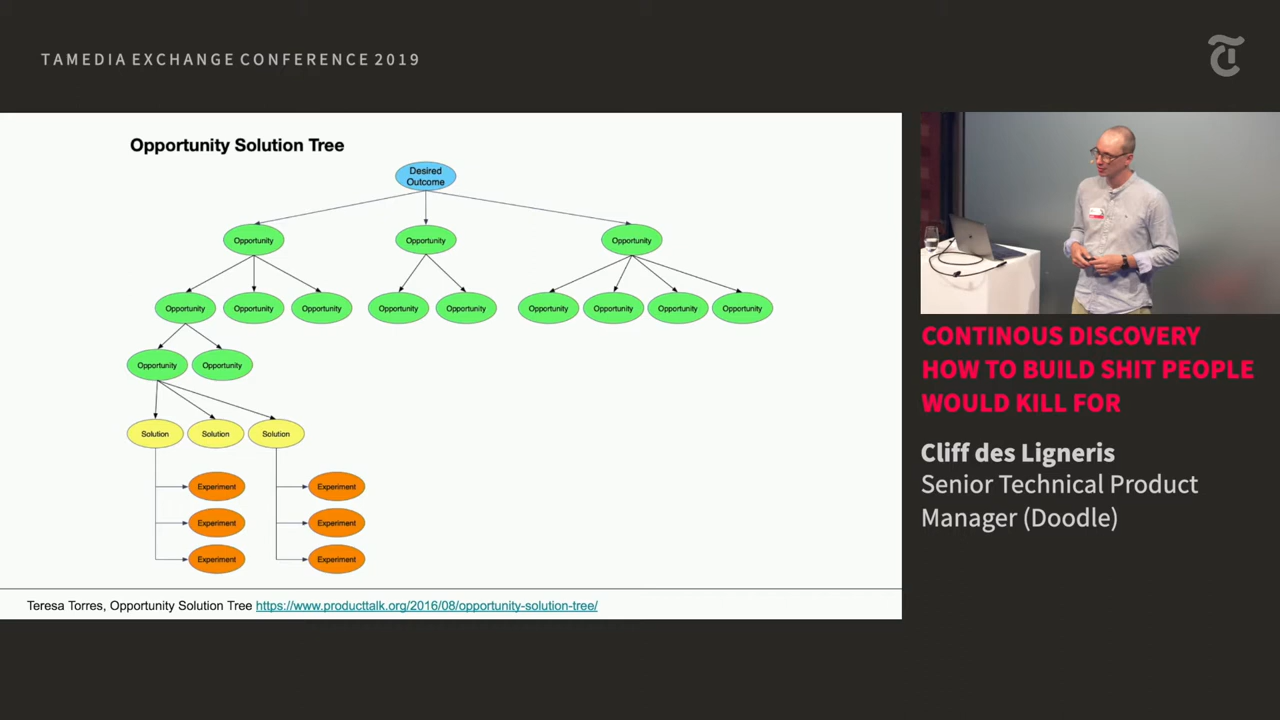 TAMEDIA EXCHANGE CONFERENCE 2019
Opportunity Solution Tree
Desired
Outcome
Opportunity
Opportunity
Opportunity
Opportunity
Opportunity
Opportunity
Opportunity
Opportunity
Opportunity
Opportunity
Opportunity
Opportunity
Opportunity
Opportunity
Solution
Solution
Solution
Experiment
Experiment
Experiment
Experiment
Experiment
Experiment
Teresa Torres, Opportunity Solution Tree https://www.producttalk.org/2016/08/opportunity-solution-tree/
CONTINOUS DISCOVERY
HOW TO BUILD SHIT PEOPLE
WOULD KILL FOR
Cliff des Ligneris
Senior Technical Product
Manager (Doodle)